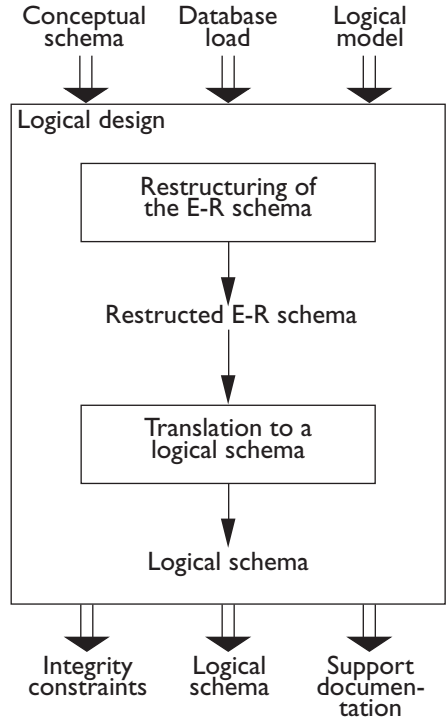 Conceptual
schema
Database
load
Logical
model
Logical design
Restructuring of
the E-R schema
Restructed E-R schema
Translation to a
logical schema
Logical schema
Integrity
constraints
Logical
schema
Support
documen-
tation